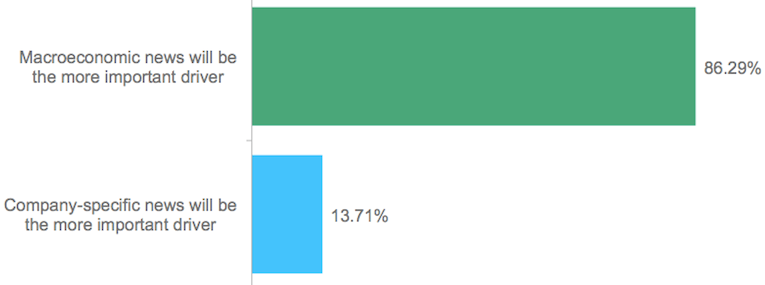 Macroeconomic news will be
the more important driver
86.29%
Company-specific news will be
the more important driver
13.71%